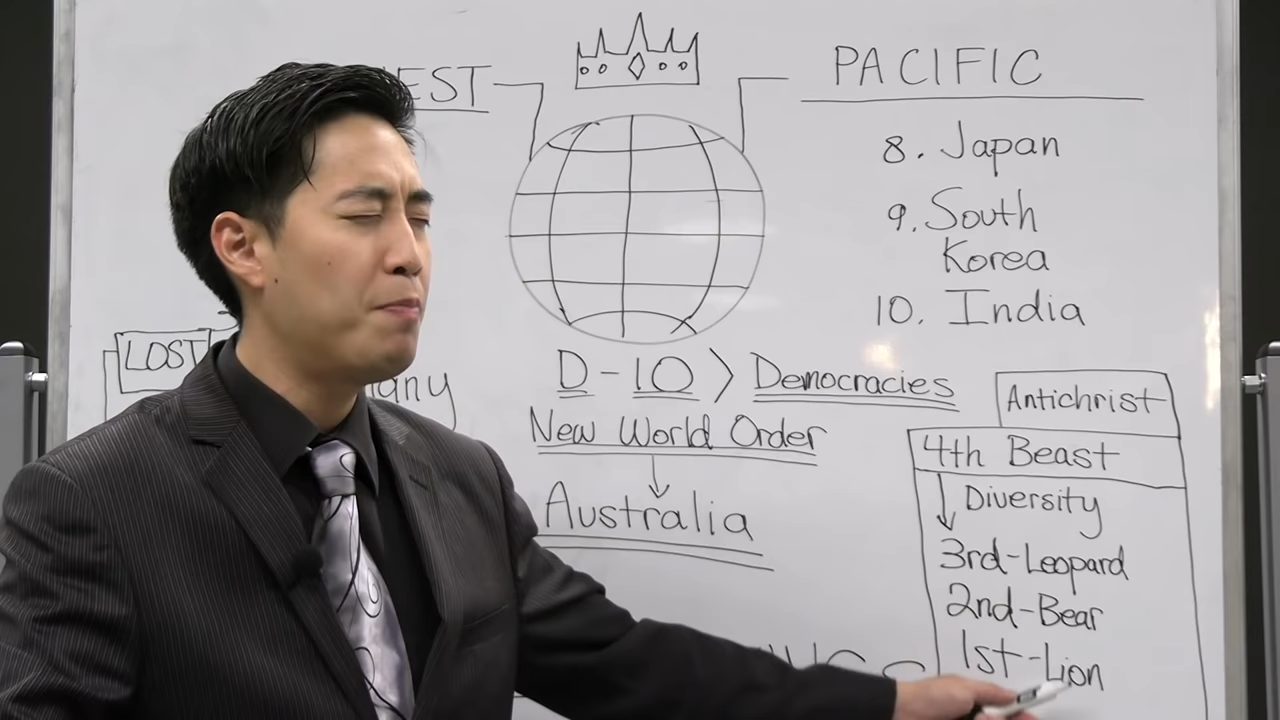 PACIFIC
8. Japan
9. South
Korea
10. India
LOST
D-10 > Democracies
New World Order
Australia
Antichrist
4th Beast
Diversity
3rd-Leopard
2nd-Bear
1st-Lion